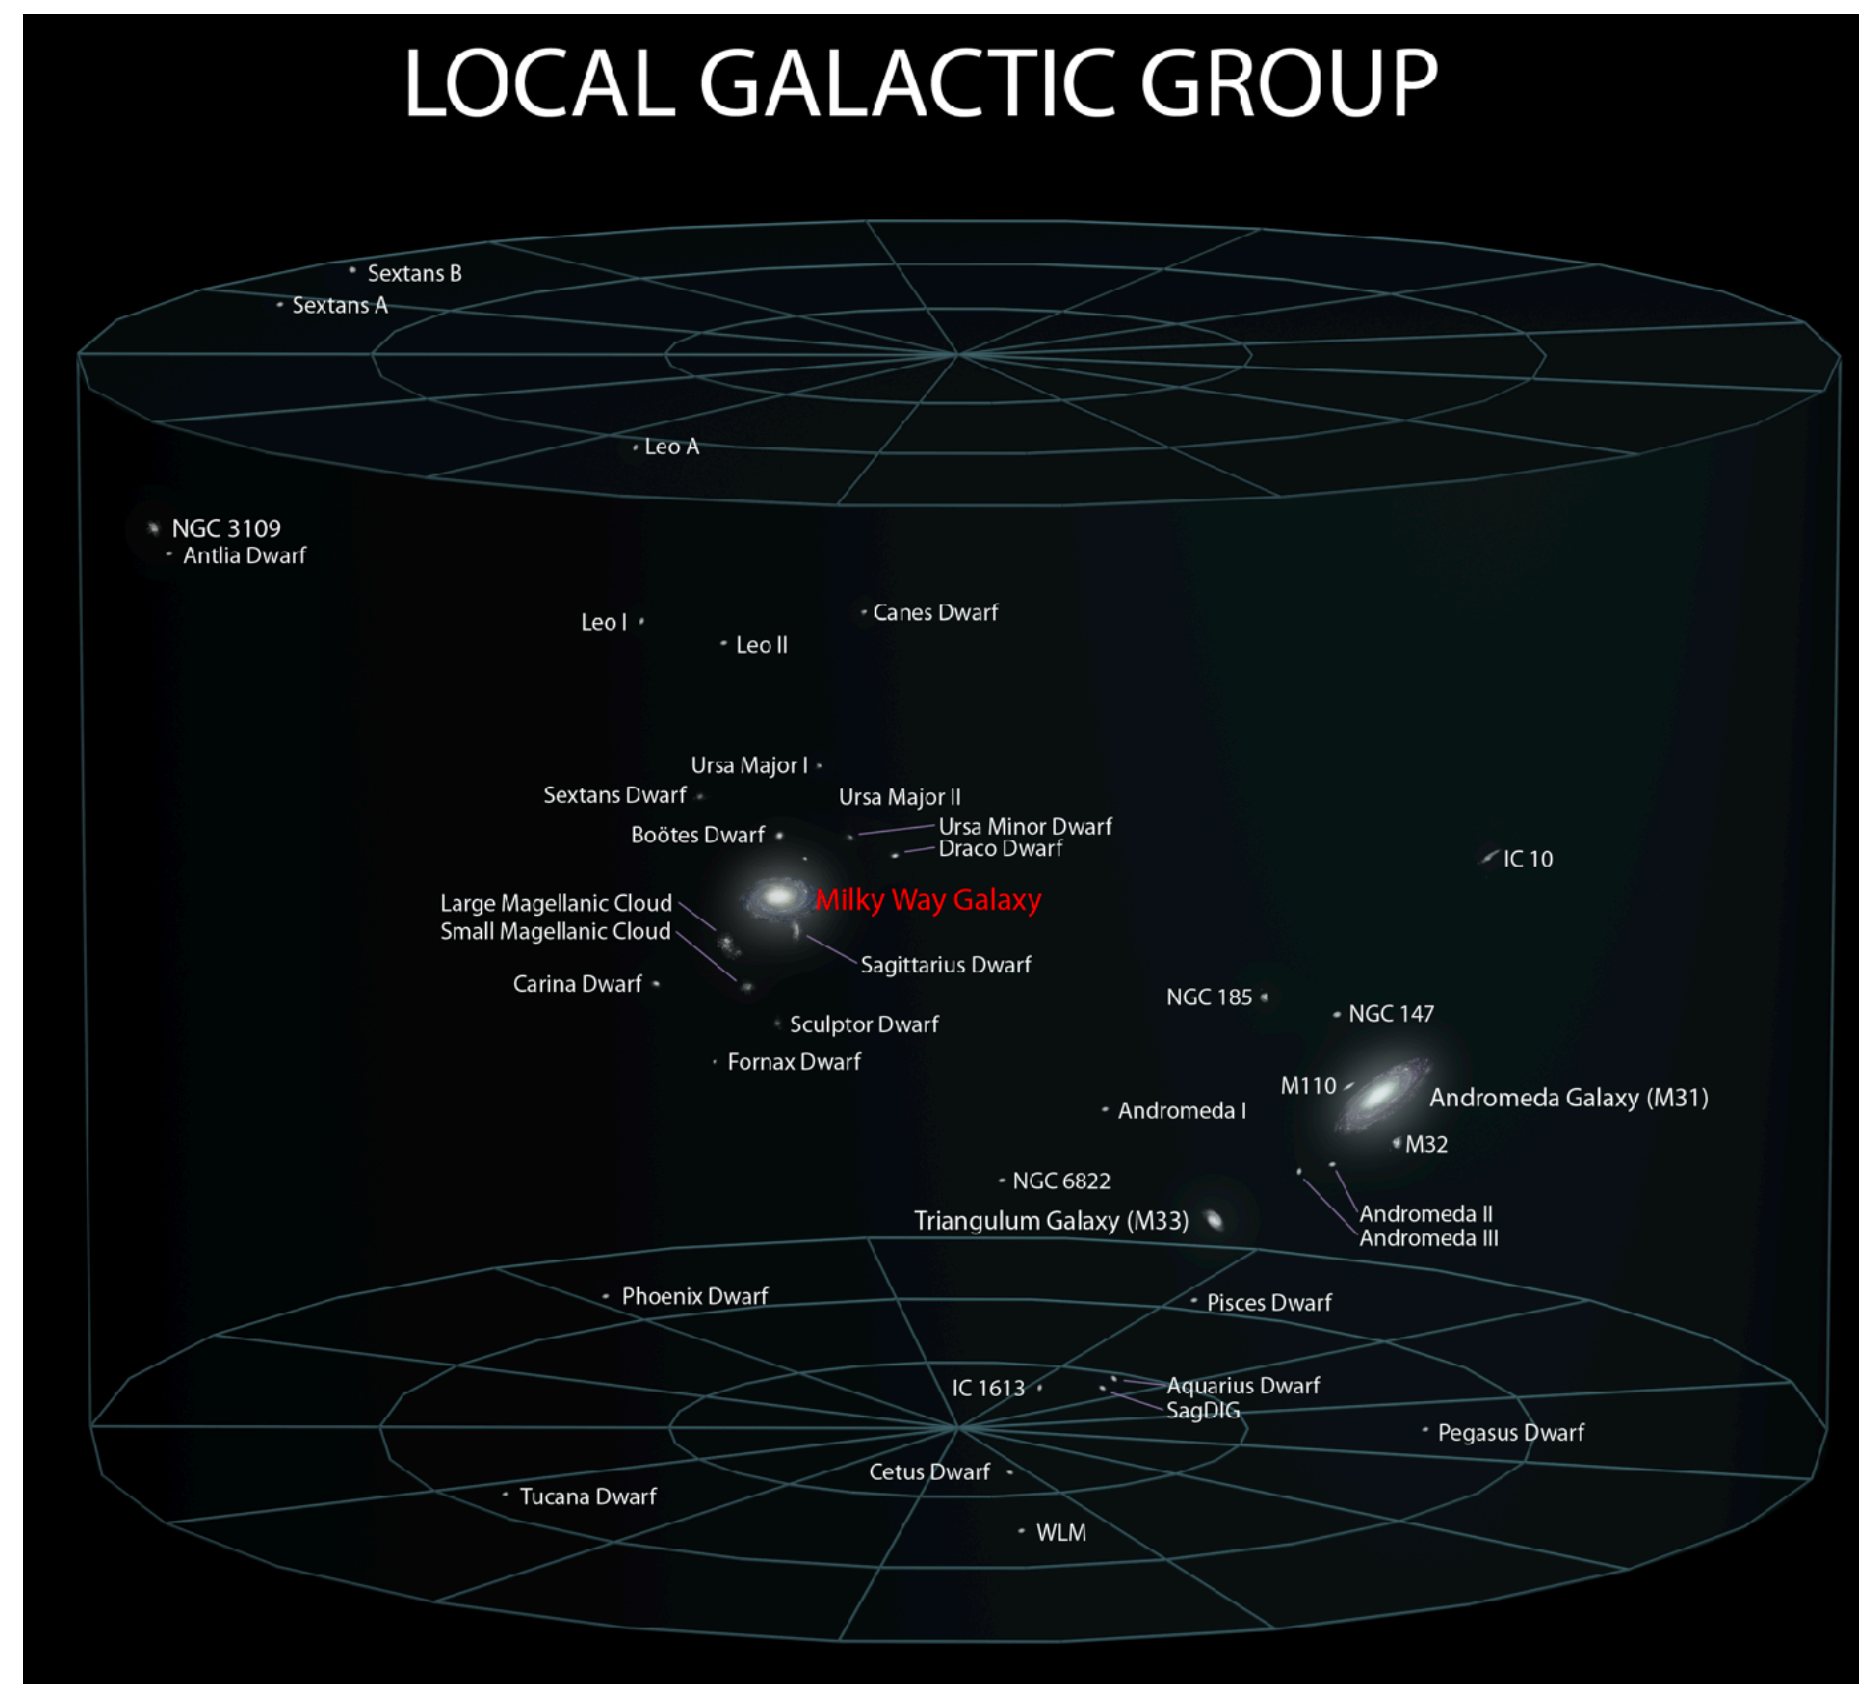 LOCAL GALACTIC GROUP
Sextans B
Sextans A
Leo A
NGC 3109
Antlia Dwarf
Leo I
Canes Dwarf
Leo II
Ursa Major I
Sextans Dwarf
Ursa Major II
Boötes Dwarf
Ursa Minor Dwarf
Draco Dwarf
IC 10
Large Magellanic Cloud
Milky Way Galaxy
Small Magellanic Cloud
Sagittarius Dwarf
Carina Dwarf
NGC 185
NGC 147
Sculptor Dwarf
Fornax Dwarf
M110
Andromeda Galaxy (M31)
Andromeda I
M32
NGC 6822
Andromeda II
Triangulum Galaxy (M33)
Andromeda III
Phoenix Dwarf
Pisces Dwarf
IC 1613
Aquarius Dwarf
SagDIG
Pegasus Dwarf
Cetus Dwarf
Tucana Dwarf
WLM